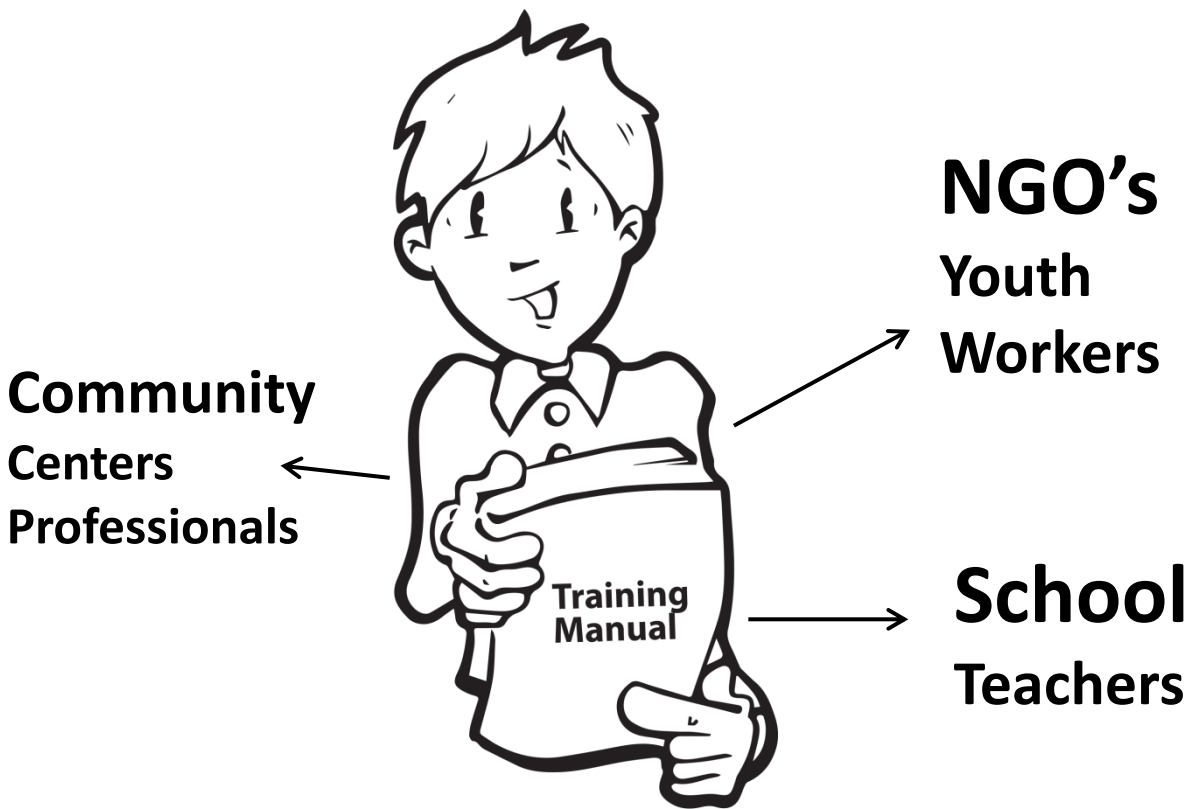 NGO’s
Youth
Workers
Community
Centers
Professionals
Training
Manual
School
Teachers